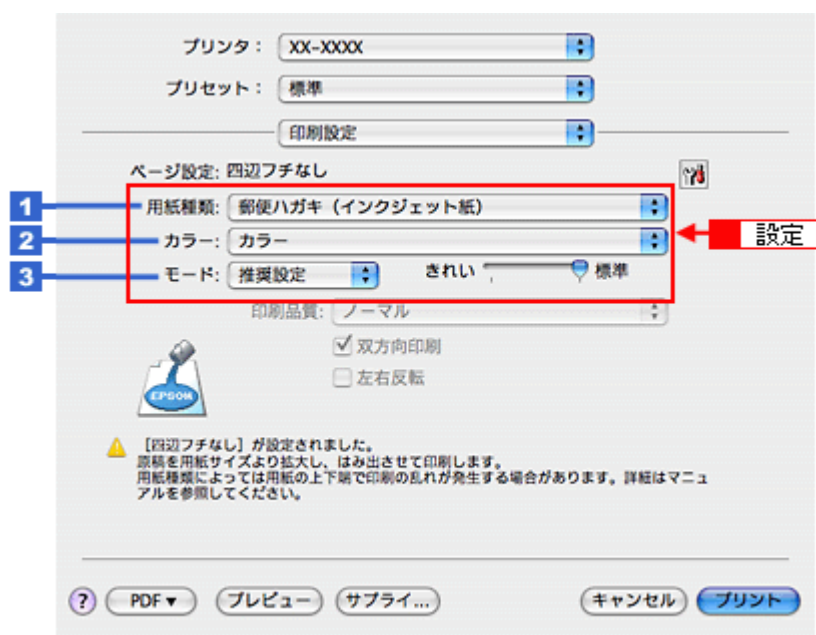 プリンタ： XX-XXXX
プリセット： 標準
印刷設定
ページ設定: 四辺フチなし
1 用紙種類: 郵便ハガキ（インクジェット紙）
2 カラー: カラー
設定
3 モード: 推奨設定 きれい 標準
印刷品質: ノーマル
双方向印刷
左右反転
EPSON
［四辺フチなし］が設定されました。
原稿を用紙サイズより拡大し、はみ出させて印刷します。
用紙種類によっては用紙の上下端で印刷の乱れが発生する場合があります。詳細はマニュ
アルを参照してください。
? PDF▼ プレビュー サプライ... キャンセル プリント